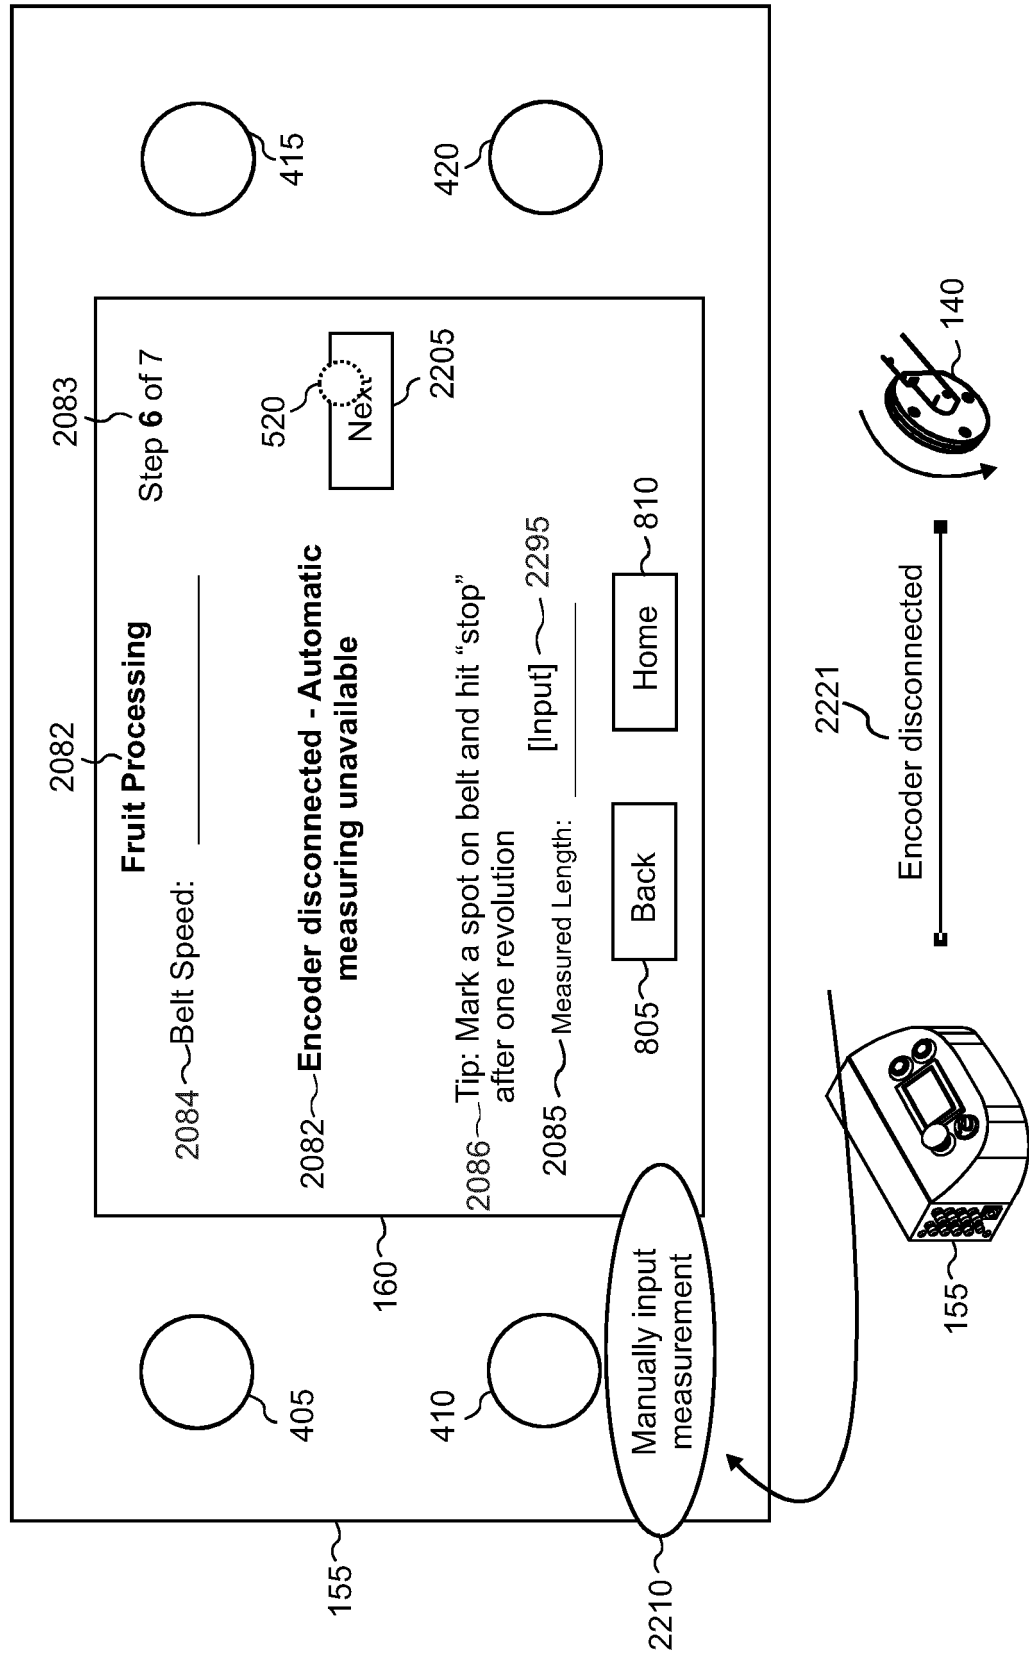 2082
2083
Fruit Processing
Step 6 of 7
2084
Belt Speed:
415
405
520
Next
2205
2082
Encoder disconnected - Automatic
measuring unavailable
160
420
410
2086
Tip: Mark a spot on belt and hit “stop”
after one revolution
2085
Measured Length:
[Input]
2295
805
Back
Home
810
155
2210
Manually input
measurement
2221
Encoder disconnected
155
140